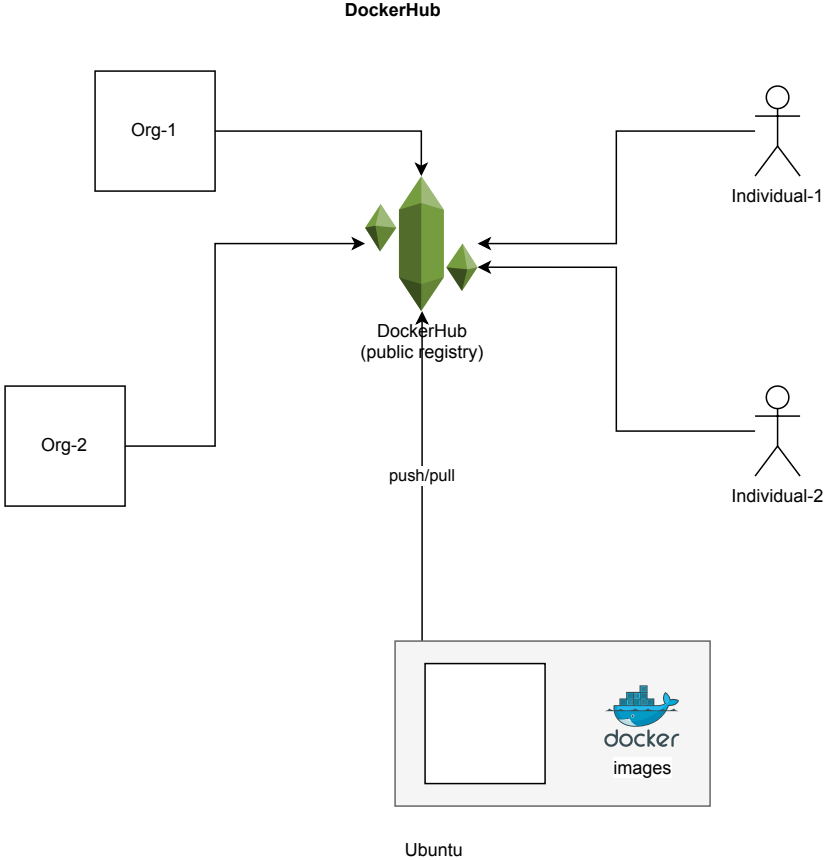 DockerHub
Org-1
Individual-1
DockerHub
(public registry)
Org-2
push/pull
Individual-2
docker
images
Ubuntu